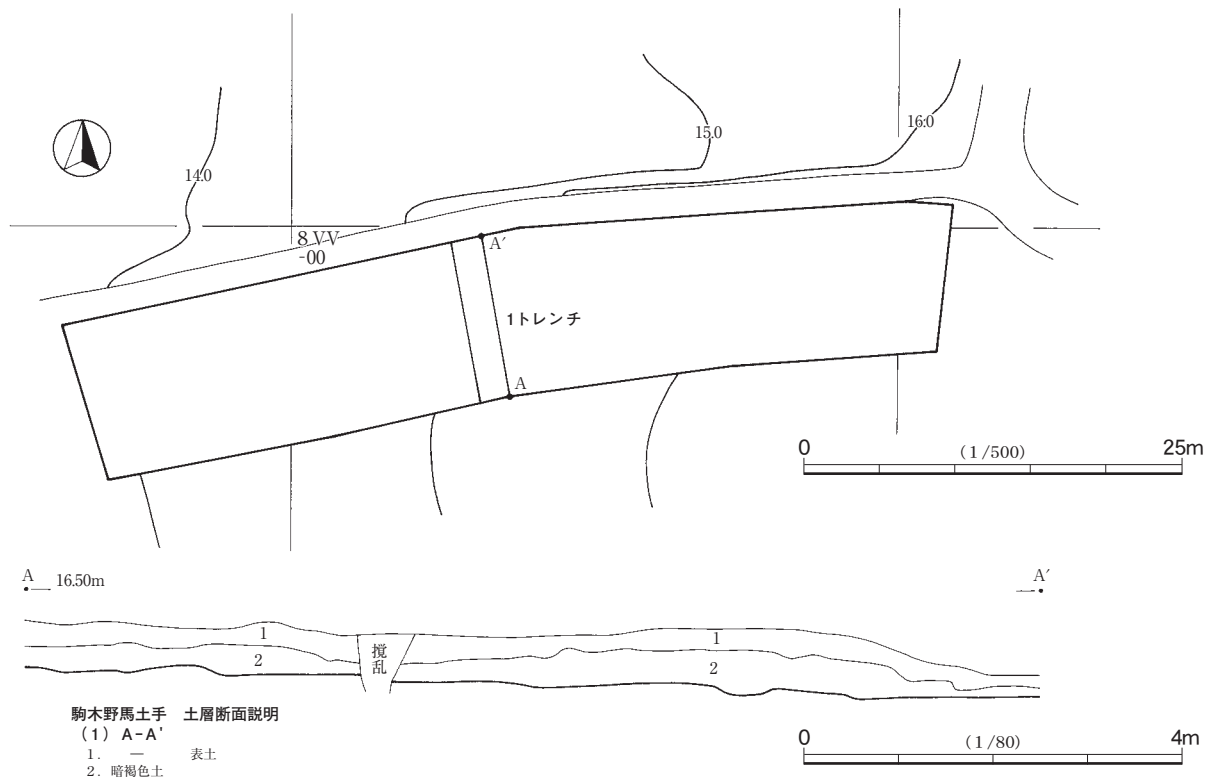 15.0
16.0
14.0
8 VV
-00
A′
1トレンチ
A
0 (1/500) 25m
A 16.50m A′
1 1
2 攪乱 2
駒木野馬土手 土層断面説明
(1) A-A'
1. — 表土
2. 暗褐色土
0 (1/80) 4m